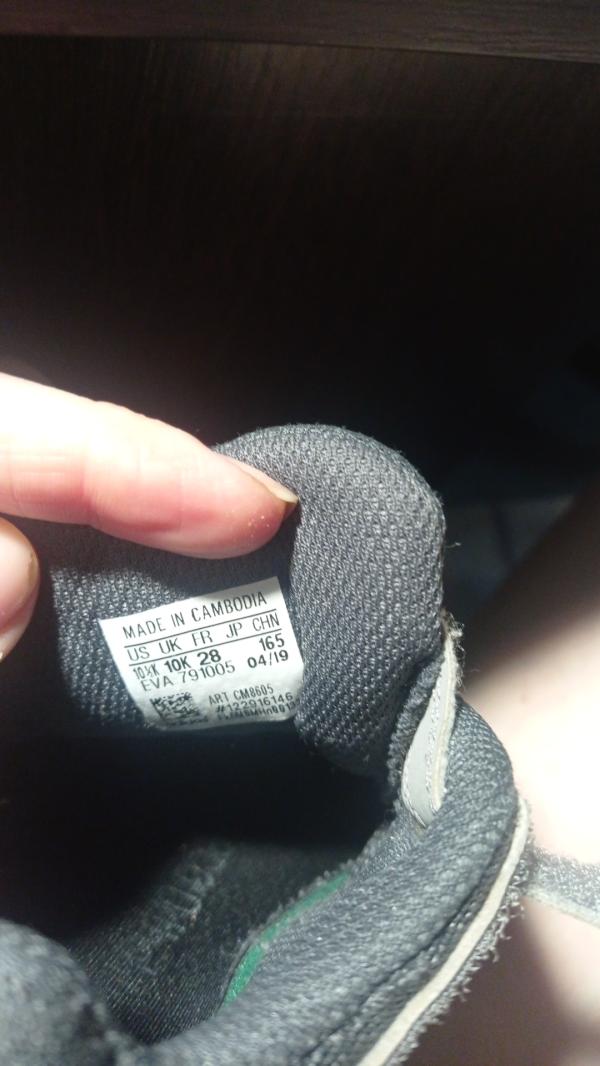 MADE IN CAMBODIA
US UK FR JP CHN
10½K 10K 28 165
EVA 791005 04/19
ART CM8605
#122916146